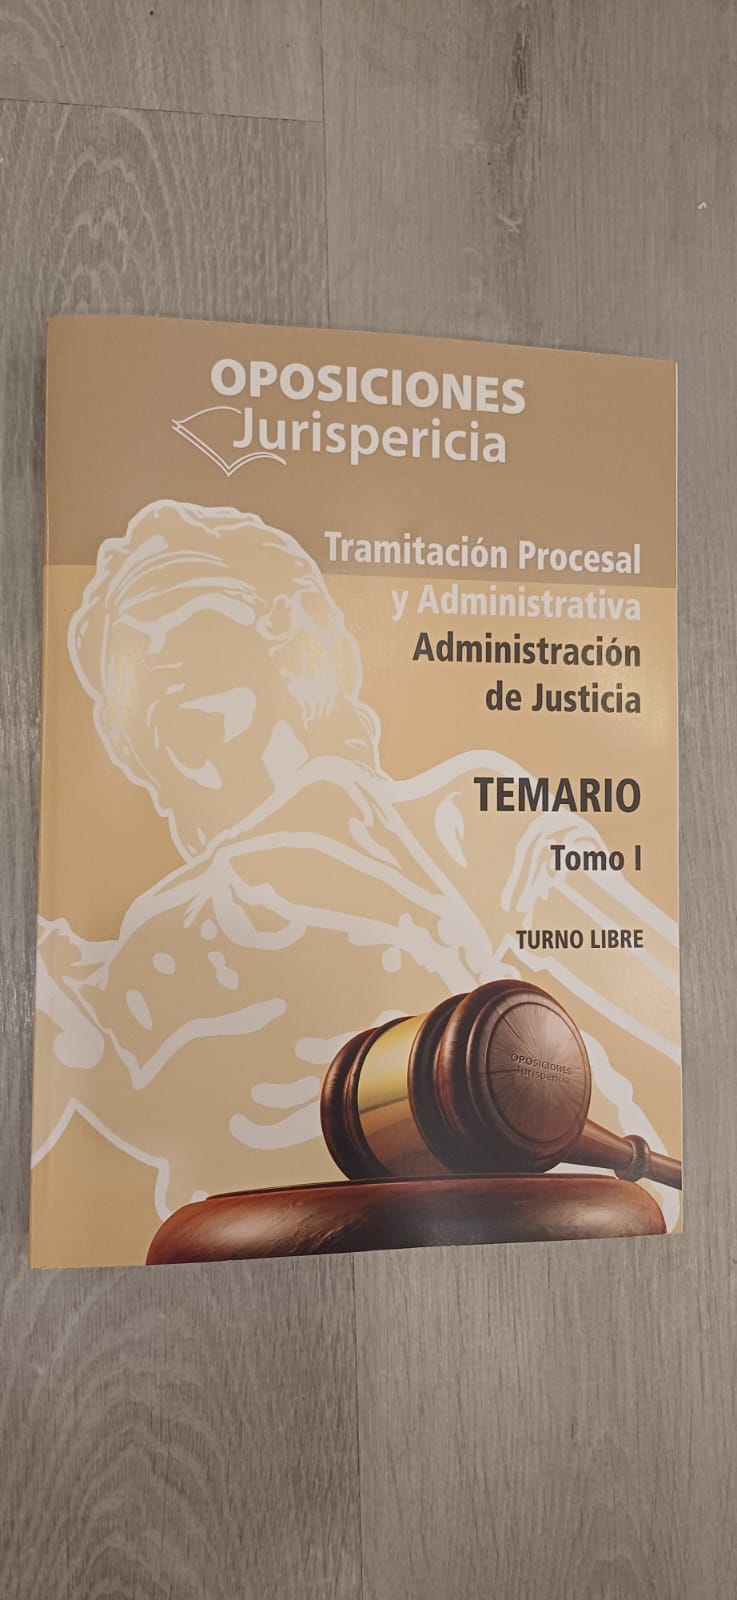 OPOSICIONES
Jurispericia
Tramitación Procesal
y Administrativa
Administración
de Justicia
TEMARIO
Tomo I
TURNO LIBRE
OPOSICIONES
Jurispericia